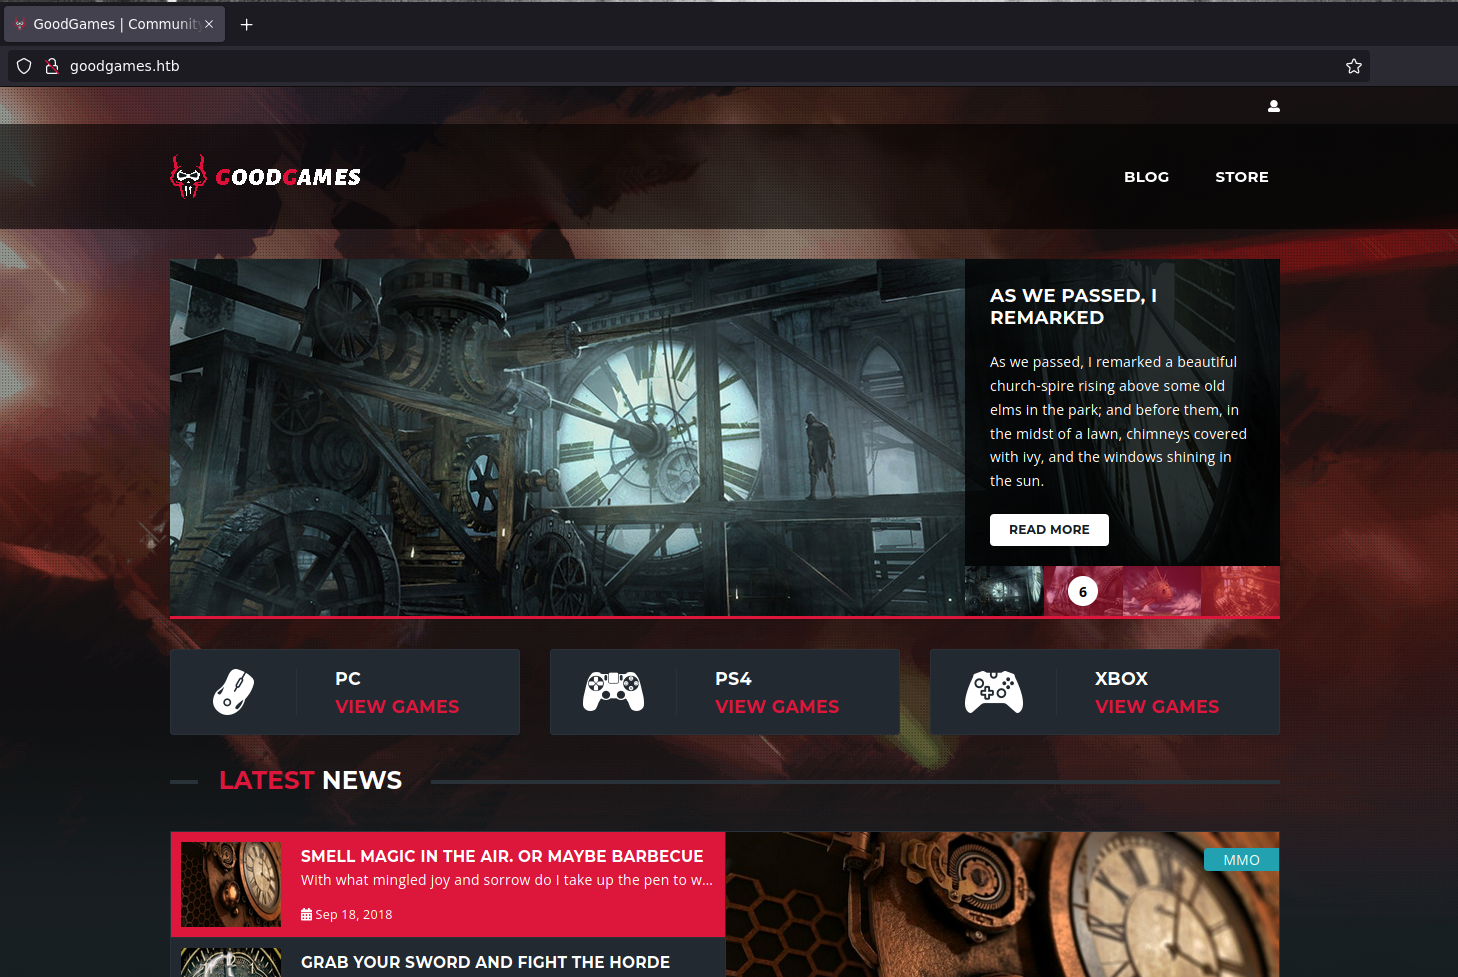 GoodGames | Communit
goodgames.htb
GOODGAMES
BLOG
STORE
AS WE PASSED, I
REMARKED
As we passed, I remarked a beautiful
church-spire rising above some old
elms in the park; and before them, in
the midst of a lawn, chimneys covered
with ivy, and the windows shining in
the sun.
READ MORE
6
PC
VIEW GAMES
PS4
VIEW GAMES
XBOX
VIEW GAMES
LATEST NEWS
SMELL MAGIC IN THE AIR. OR MAYBE BARBECUE
With what mingled joy and sorrow do I take up the pen to w...
Sep 18, 2018
MMO
GRAB YOUR SWORD AND FIGHT THE HORDE